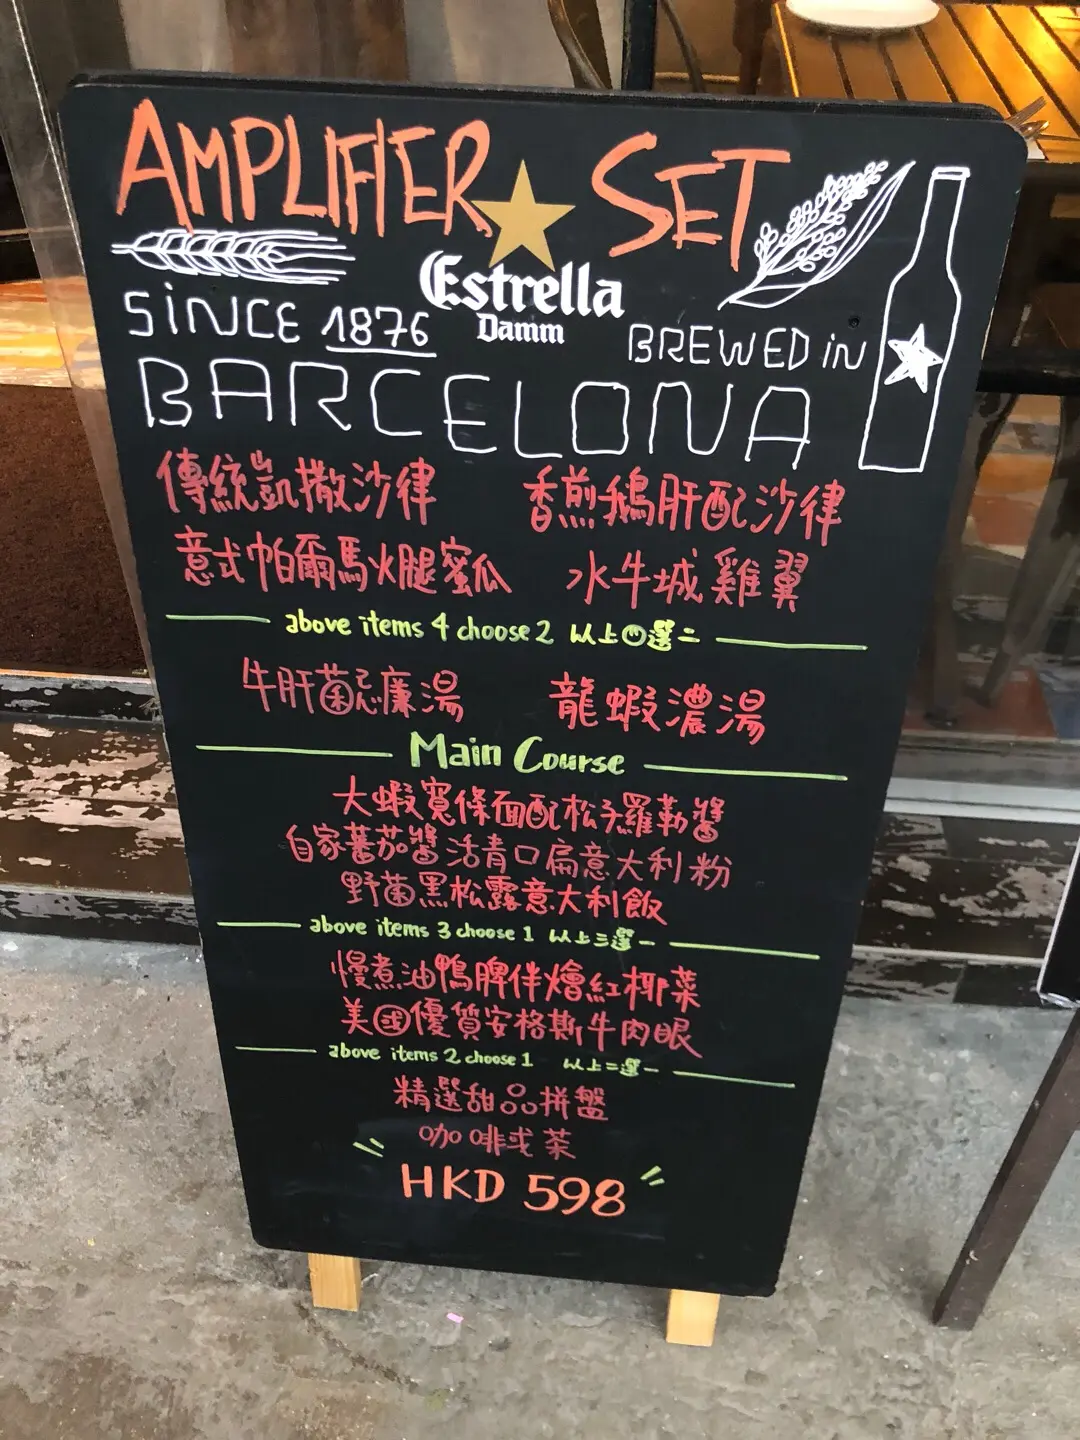 AMPLIFIER SET
Estrella
Damm
SINCE 1876
BREWED IN
BARCELONA
傳統凱撒沙律 香煎鵝肝配沙律
意式帕爾馬火腿蜜瓜 水牛城雞翼
above items 4 choose 2 以上四選二
牛肝菌忌廉湯 龍蝦濃湯
Main Course
大蝦寬條面配松子羅勒醬
自家蕃茄醬活青口扁意大利粉
野菌黑松露意大利飯
above items 3 choose 1 以上三選一
慢煮油鴨脾伴燴紅椰菜
美國優質安格斯牛肉眼
above items 2 choose 1 以上二選一
精選甜品拼盤
咖啡或茶
HKD 598